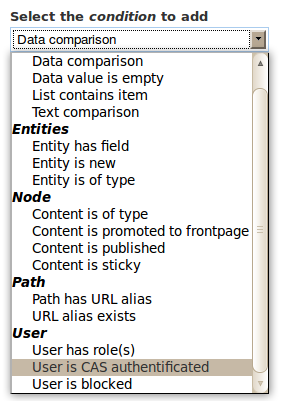 Select the condition to add
Data comparison
Data comparison
Data value is empty
List contains item
Text comparison
Entities
Entity has field
Entity is new
Entity is of type
Node
Content is of type
Content is promoted to frontpage
Content is published
Content is sticky
Path
Path has URL alias
URL alias exists
User
User has role(s)
User is CAS authentificated
User is blocked